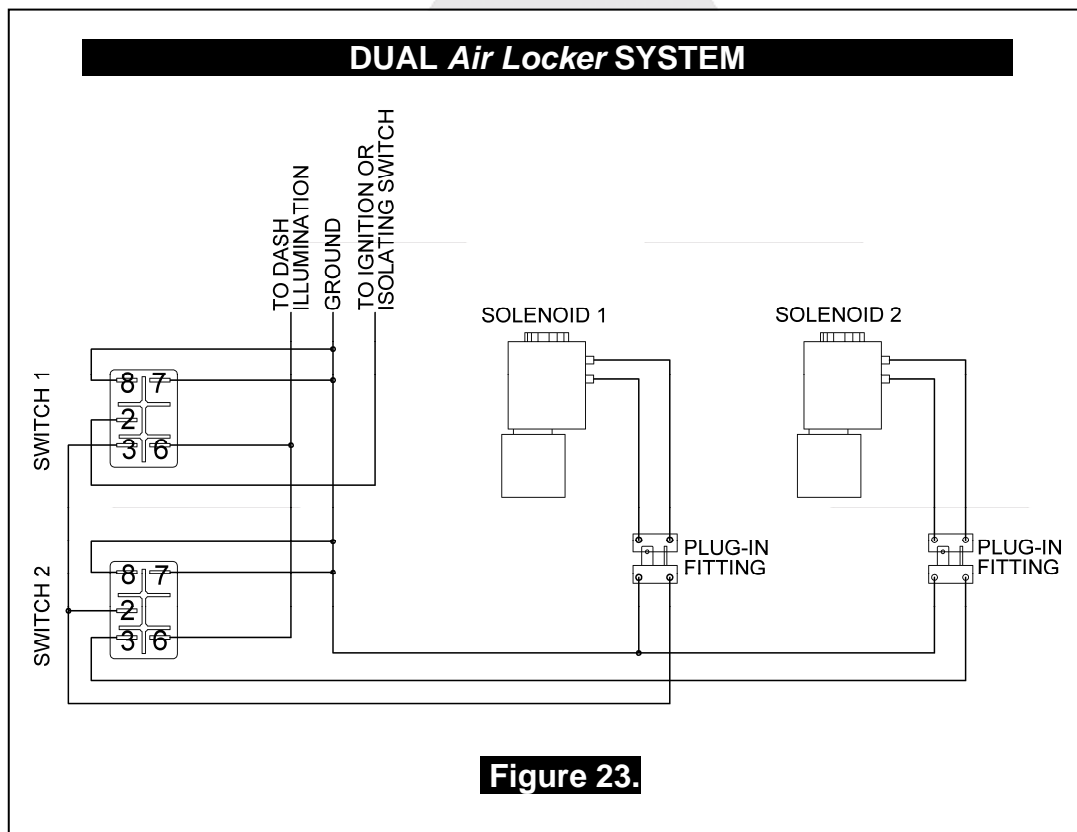 DUAL Air Locker SYSTEM
TO DASH
ILLUMINATION
GROUND
TO IGNITION OR
ISOLATING SWITCH
SOLENOID 1
SOLENOID 2
SWITCH 1
8 7
2
3 6
SWITCH 2
8 7
2
3 6
PLUG-IN
FITTING
PLUG-IN
FITTING
Figure 23.